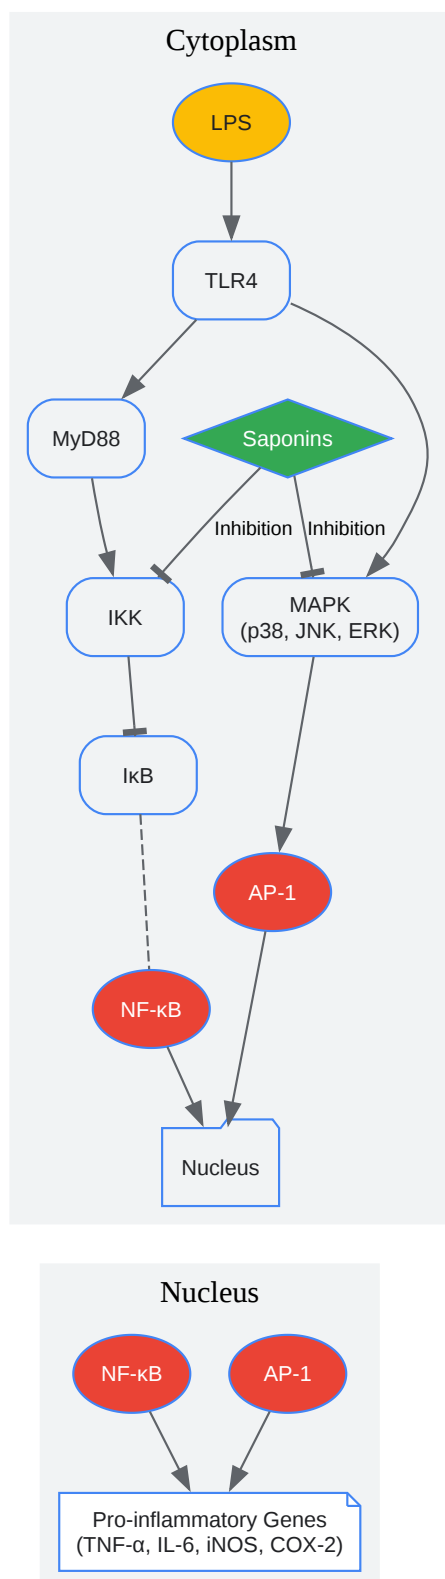 Cytoplasm
LPS
TLR4
MyD88
Saponins
Inhibition
Inhibition
IKK
MAPK
(p38, JNK, ERK)
IκB
AP-1
NF-κB
Nucleus
Nucleus
NF-κB
AP-1
Pro-inflammatory Genes
(TNF-α, IL-6, iNOS, COX-2)